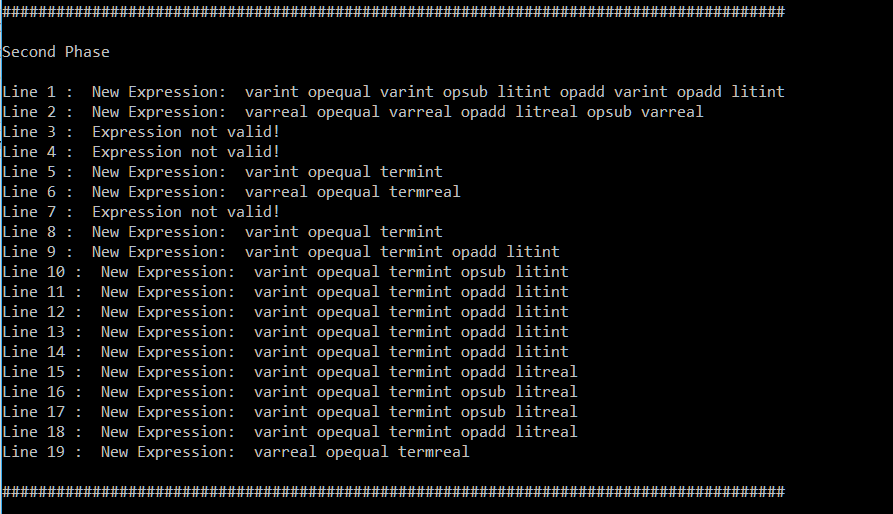 #######################################################################################
Second Phase
Line 1 :  New Expression:  varint opequal varint opsub litint opadd varint opadd litint
Line 2 :  New Expression:  varreal opequal varreal opadd litreal opsub varreal
Line 3 :  Expression not valid!
Line 4 :  Expression not valid!
Line 5 :  New Expression:  varint opequal termint
Line 6 :  New Expression:  varreal opequal termreal
Line 7 :  Expression not valid!
Line 8 :  New Expression:  varint opequal termint
Line 9 :  New Expression:  varint opequal termint opadd litint
Line 10 :  New Expression:  varint opequal termint opsub litint
Line 11 :  New Expression:  varint opequal termint opadd litint
Line 12 :  New Expression:  varint opequal termint opadd litint
Line 13 :  New Expression:  varint opequal termint opadd litint
Line 14 :  New Expression:  varint opequal termint opadd litint
Line 15 :  New Expression:  varint opequal termint opadd litreal
Line 16 :  New Expression:  varint opequal termint opsub litreal
Line 17 :  New Expression:  varint opequal termint opsub litreal
Line 18 :  New Expression:  varint opequal termint opadd litreal
Line 19 :  New Expression:  varreal opequal termreal
#######################################################################################